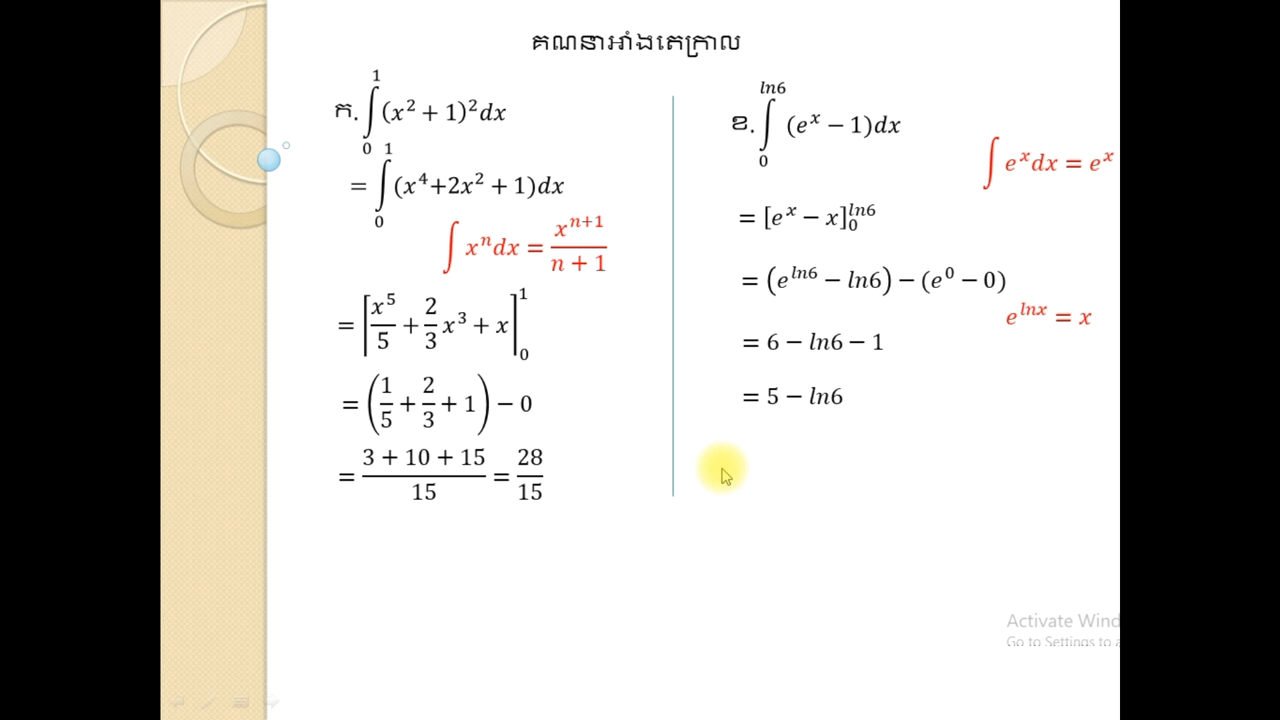 គណនាអាំងតេក្រាល
ក. ∫₀¹ (x² + 1)² dx
= ∫₀¹ (x⁴+2x² + 1)dx
∫ xⁿdx = xⁿ⁺¹/(n + 1)
= [x⁵/5 + 2/3 x³ + x]₀¹
= (1/5 + 2/3 + 1) − 0
= (3 + 10 + 15)/15 = 28/15
ខ. ∫₀^(ln6) (eˣ − 1)dx
∫ eˣdx = eˣ
= [eˣ − x]₀^(ln6)
= (e^(ln6) − ln6) − (e⁰ − 0)
e^(lnx) = x
= 6 − ln6 − 1
= 5 − ln6
Activate Wind
Go to Settings to a